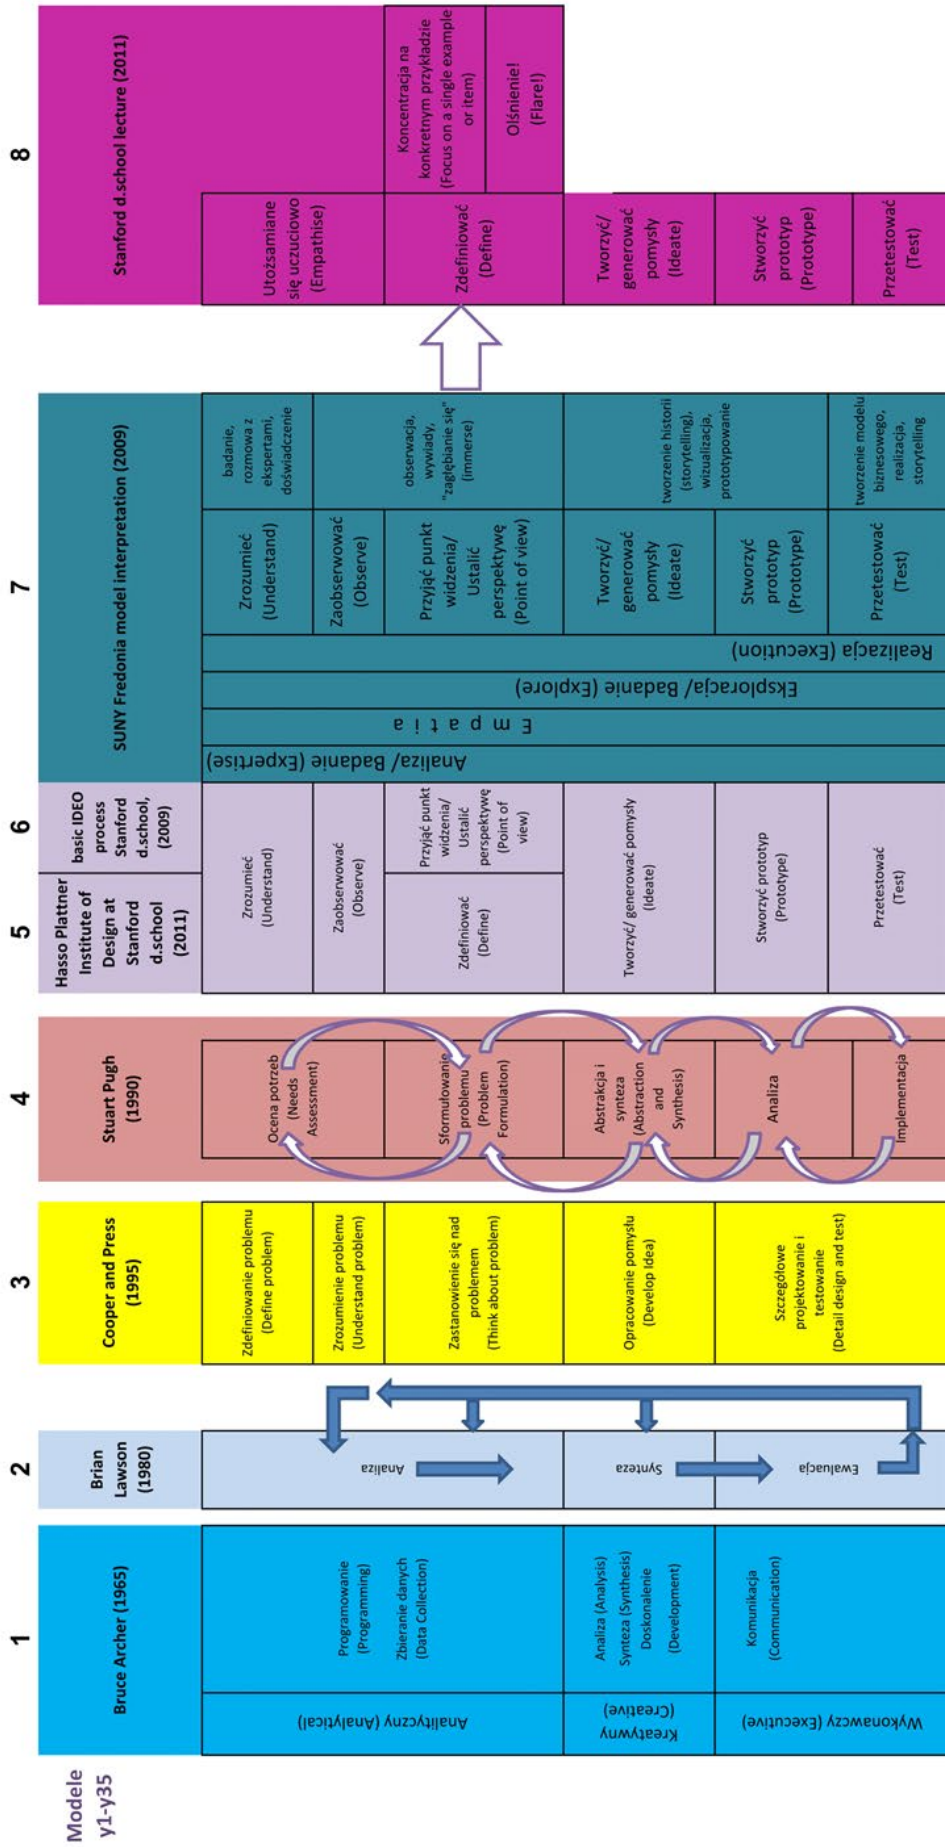 Modele
y1-y35
1
Bruce Archer (1965)
Analityczny (Analytical)
Programowanie
(Programming)
Zbieranie danych
(Data Collection)
Kreatywny
(Creative)
Analiza (Analysis)
Synteza (Synthesis)
Doskonalenie
(Development)
Wykonawczy (Executive)
Komunikacja
(Communication)
2
Brian
Lawson
(1980)
Analiza
Synteza
Ewaluacja
3
Cooper and Press
(1995)
Zdefiniowanie problemu
(Define problem)
Zrozumienie problemu
(Understand problem)
Zastanowienie się nad
problemem
(Think about problem)
Opracowanie pomysłu
(Develop Idea)
Szczegółowe
projektowanie i
testowanie
(Detail design and test)
4
Stuart Pugh
(1990)
Ocena potrzeb
(Needs
Assessment)
Sformułowanie
problemu
(Problem
Formulation)
Abstrakcja i
synteza
(Abstraction
and
Synthesis)
Analiza
Implementacja
5
Hasso Plattner
Institute of
Design at
Stanford
d.school
(2011)
6
basic IDEO
process
Stanford
d.school,
(2009)
Zrozumieć
(Understand)
Zaobserwować
(Observe)
Zdefiniować
(Define)
Przyjąć punkt
widzenia/
Ustalić
perspektywę
(Point of
view)
Tworzyć/ generować pomysły
(Ideate)
Stworzyć prototyp
(Prototype)
Przetestować
(Test)
7
SUNY Fredonia model interpretation (2009)
Analiza/ Badanie (Expertise)
E m p a t i a
Eksploracja/ Badanie (Explore)
Realizacja (Execution)
Zrozumieć
(Understand)
Zaobserwować
(Observe)
Przyjąć punkt
widzenia/
Ustalić
perspektywę
(Point of view)
Tworzyć/
generować
pomysły
(Ideate)
Stworzyć
prototyp
(Prototype)
Przetestować
(Test)
badanie,
rozmowa z
ekspertami,
doświadczenie
obserwacja,
wywiady,
"zagłębianie się"
(immerse)
tworzenie historii
(storytelling),
wizualizacja,
prototypowanie
tworzenie modelu
biznesowego,
realizacja,
storytelling
8
Stanford d.school lecture (2011)
Utożsamiane
się uczuciowo
(Empathise)
Zdefiniować
(Define)
Koncentracja na
konkretnym przykładzie
(Focus on a single example
or item)
Olśnienie!
(Flare!)
Tworzyć/
generować
pomysły
(Ideate)
Stworzyć
prototyp
(Prototype)
Przetestować
(Test)